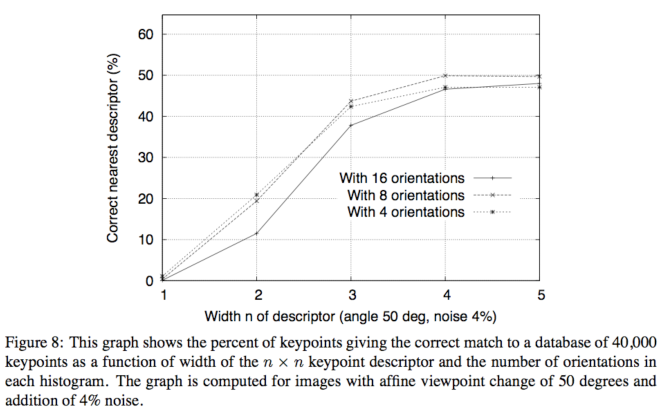 60
50
40
30
20
10
0
Correct nearest descriptor (%)
With 16 orientations
With 8 orientations
With 4 orientations
1 2 3 4 5
Width n of descriptor (angle 50 deg, noise 4%)
Figure 8: This graph shows the percent of keypoints giving the correct match to a database of 40,000
keypoints as a function of width of the n × n keypoint descriptor and the number of orientations in
each histogram. The graph is computed for images with affine viewpoint change of 50 degrees and
addition of 4% noise.